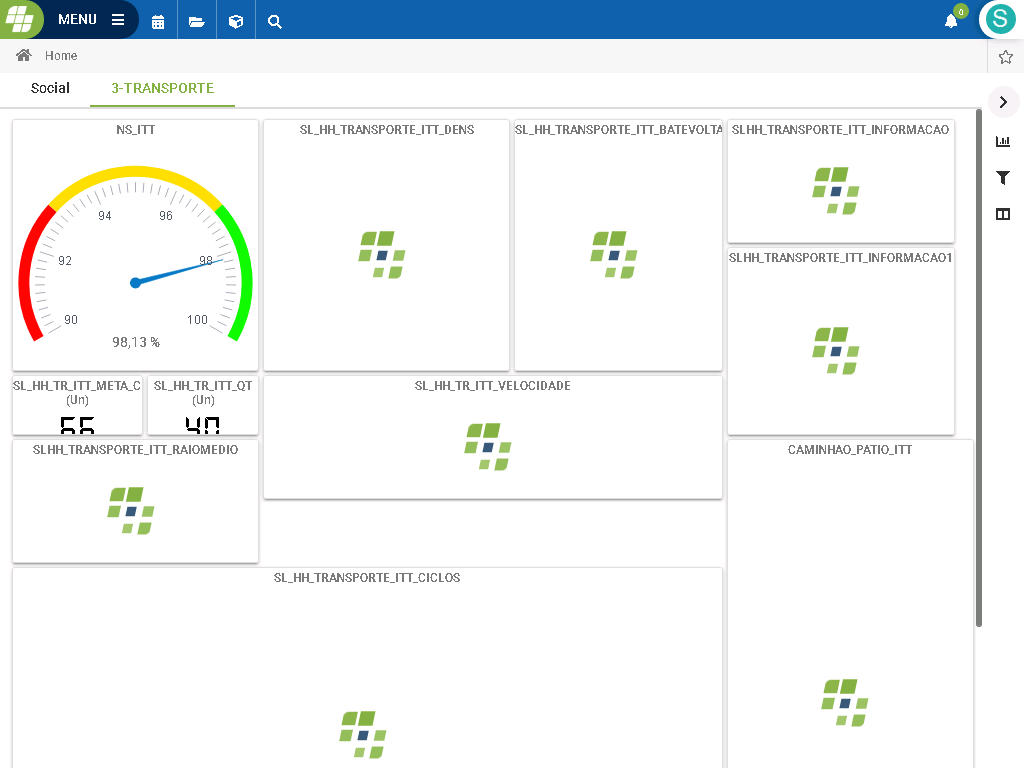 MENU
0
S
Home
Social
3-TRANSPORTE
NS_ITT
90
92
94
96
98
100
98,13 %
SL_HH_TRANSPORTE_ITT_DENS
SL_HH_TRANSPORTE_ITT_BATEVOLTA
SLHH_TRANSPORTE_ITT_INFORMACAO
SLHH_TRANSPORTE_ITT_INFORMACAO1
SL_HH_TR_ITT_META_C
(Un)
SL_HH_TR_ITT_QT
(Un)
40
SL_HH_TR_ITT_VELOCIDADE
SLHH_TRANSPORTE_ITT_RAIOMEDIO
CAMINHAO_PATIO_ITT
SL_HH_TRANSPORTE_ITT_CICLOS